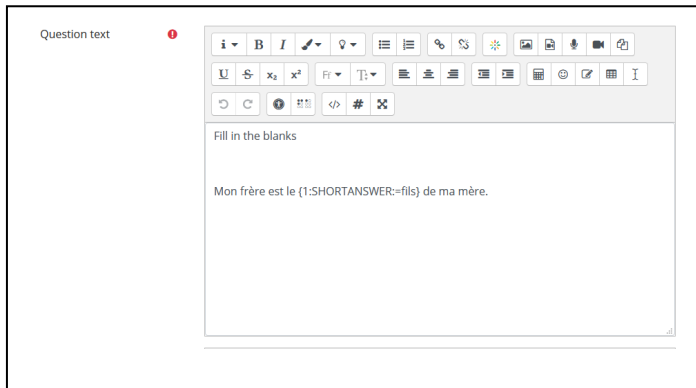 Question text
Fill in the blanks
Mon frère est le {1:SHORTANSWER:=fils} de ma mère.